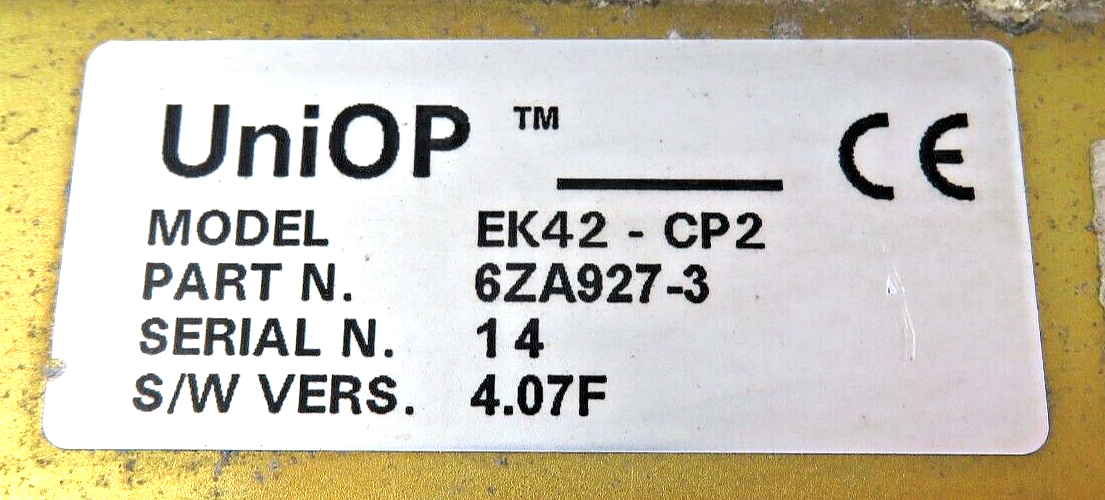 UniOP ™ CE
MODEL EK42 - CP2
PART N. 6ZA927-3
SERIAL N. 14
S/W VERS. 4.07F